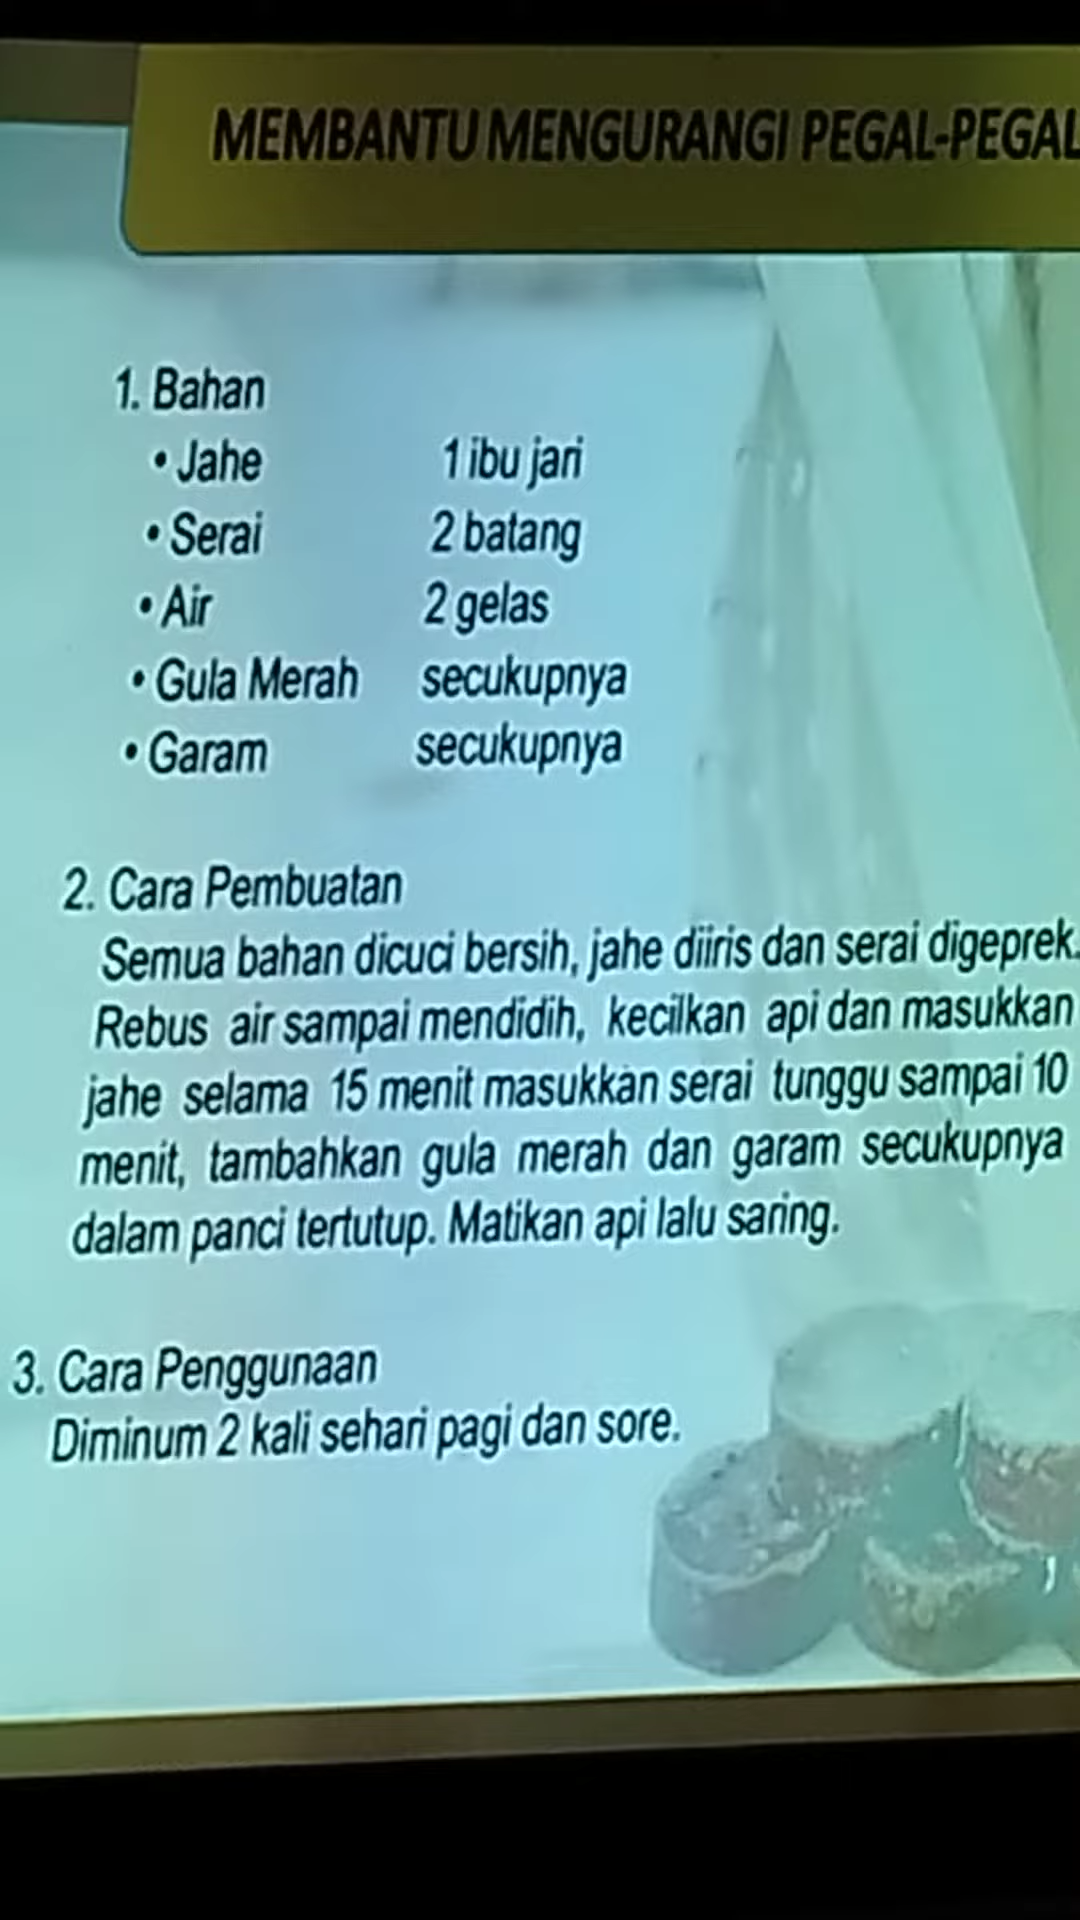 MEMBANTU MENGURANGI PEGAL-PEGAL
1. Bahan
• Jahe 1 ibu jari
• Serai 2 batang
• Air 2 gelas
• Gula Merah secukupnya
• Garam secukupnya
2. Cara Pembuatan
Semua bahan dicuci bersih, jahe diiris dan serai digeprek.
Rebus air sampai mendidih, kecilkan api dan masukkan
jahe selama 15 menit masukkan serai tunggu sampai 10
menit, tambahkan gula merah dan garam secukupnya
dalam panci tertutup. Matikan api lalu saring.
3. Cara Penggunaan
Diminum 2 kali sehari pagi dan sore.